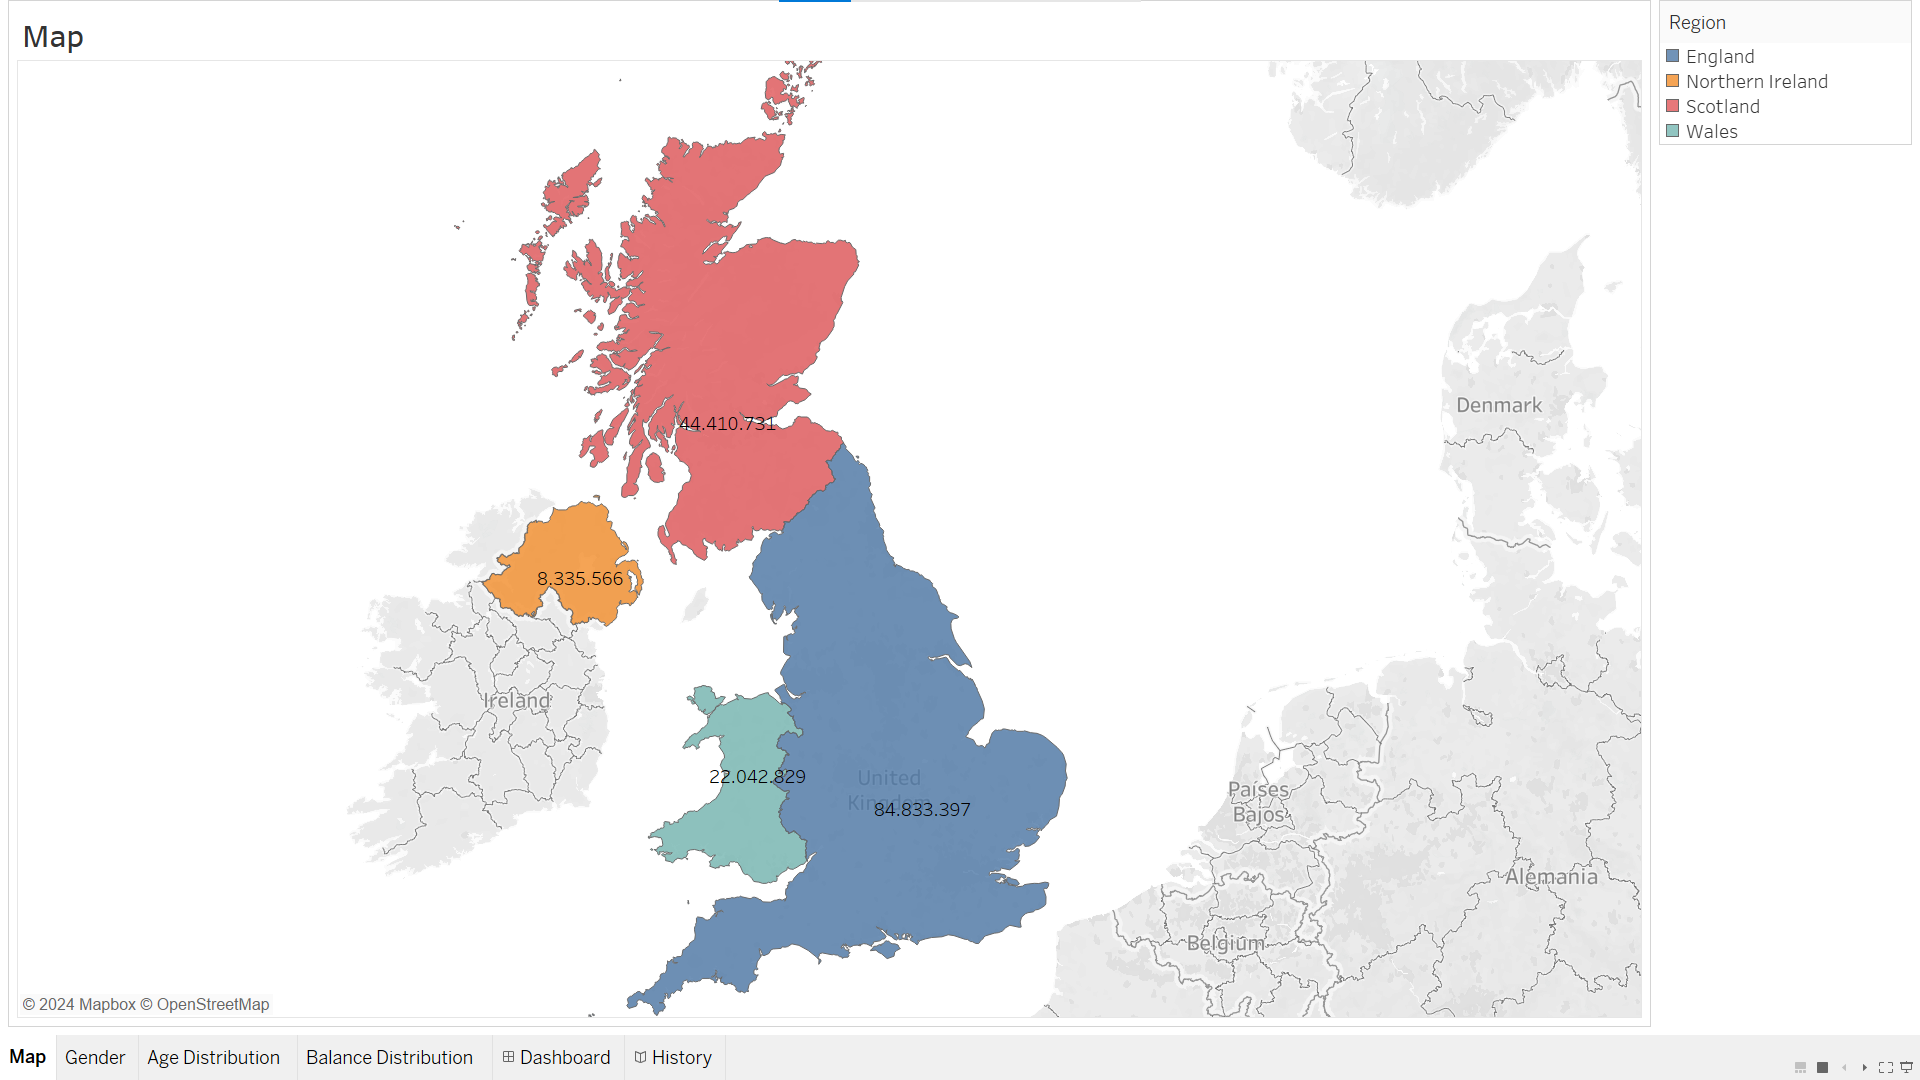 Map
Region
England
Northern Ireland
Scotland
Wales
44.410.731
Denmark
8.335.566
Ireland
22.042.829
United
Kingdom
84.833.397
Países
Bajos
Alemania
Belgium
© 2024 Mapbox © OpenStreetMap
Map
Gender
Age Distribution
Balance Distribution
Dashboard
History